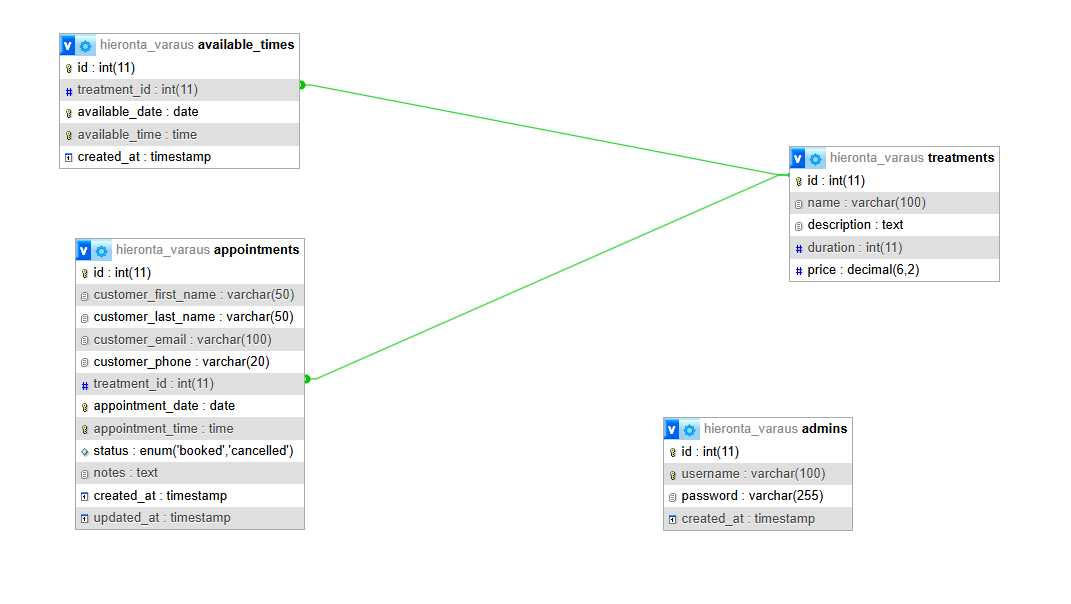 v hieronta_varaus available_times
id : int(11)
# treatment_id : int(11)
available_date : date
available_time : time
created_at : timestamp
v hieronta_varaus treatments
id : int(11)
name : varchar(100)
description : text
# duration : int(11)
# price : decimal(6,2)
v hieronta_varaus appointments
id : int(11)
customer_first_name : varchar(50)
customer_last_name : varchar(50)
customer_email : varchar(100)
customer_phone : varchar(20)
# treatment_id : int(11)
appointment_date : date
appointment_time : time
status : enum('booked','cancelled')
notes : text
created_at : timestamp
updated_at : timestamp
v hieronta_varaus admins
id : int(11)
username : varchar(100)
password : varchar(255)
created_at : timestamp